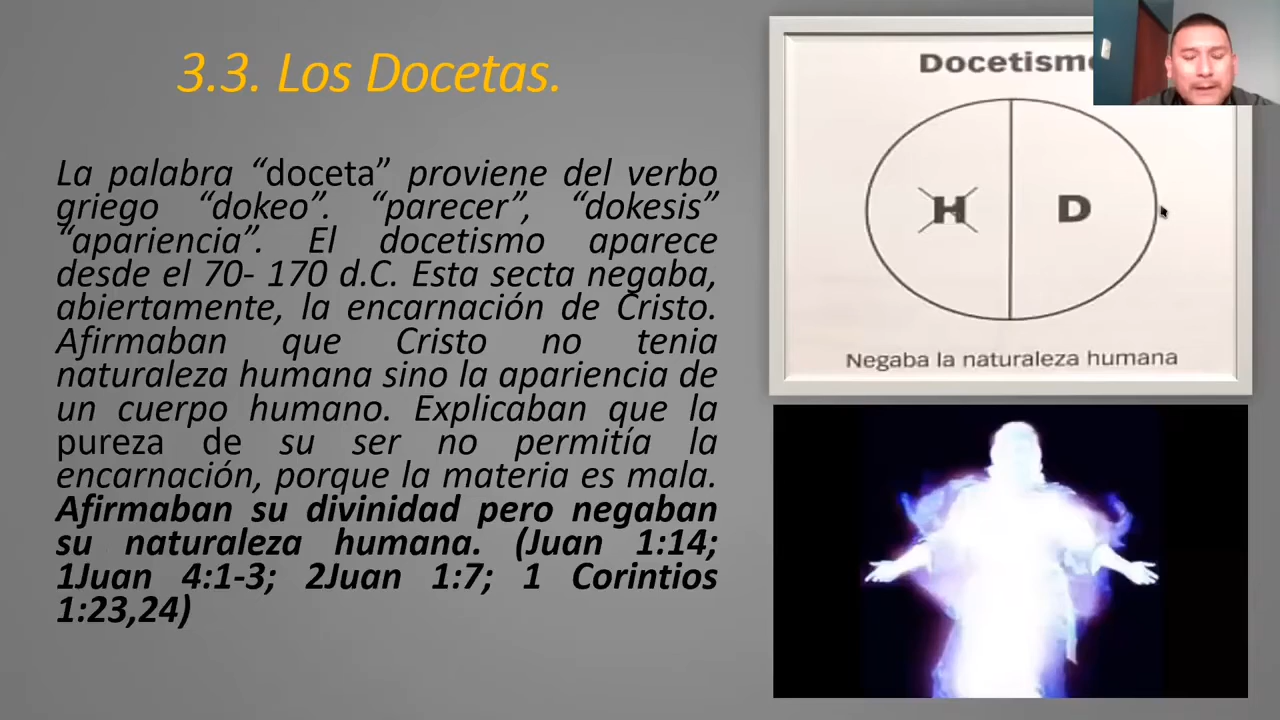 3.3. Los Docetas.
La palabra “doceta” proviene del verbo
griego “dokeo”. “parecer”, “dokesis”
“apariencia”. El docetismo aparece
desde el 70- 170 d.C. Esta secta negaba,
abiertamente, la encarnación de Cristo.
Afirmaban que Cristo no tenia
naturaleza humana sino la apariencia de
un cuerpo humano. Explicaban que la
pureza de su ser no permitía la
encarnación, porque la materia es mala.
Afirmaban su divinidad pero negaban
su naturaleza humana. (Juan 1:14;
1Juan 4:1-3; 2Juan 1:7; 1 Corintios
1:23,24)
Docetismo
H D
Negaba la naturaleza humana